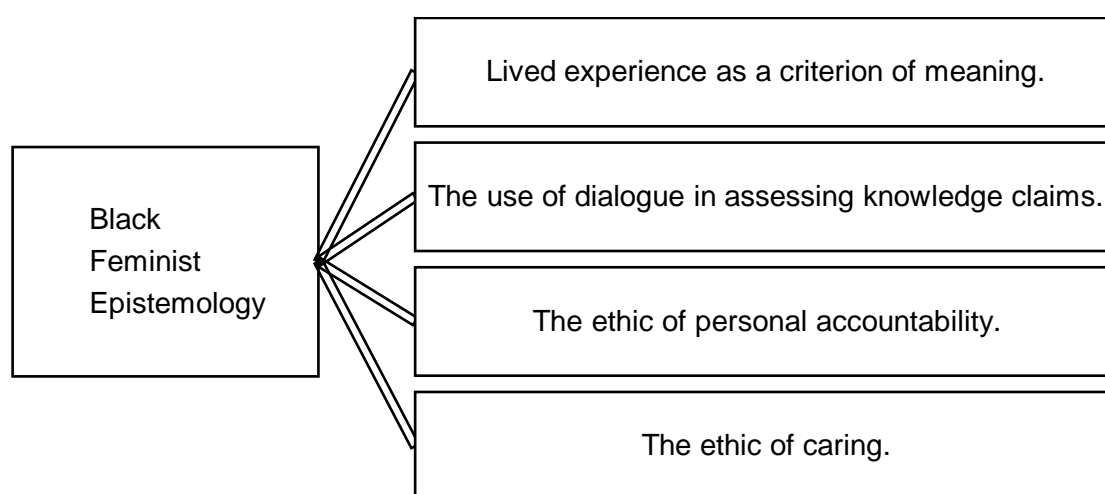 Black
Feminist
Epistemology
Lived experience as a criterion of meaning.
The use of dialogue in assessing knowledge claims.
The ethic of personal accountability.
The ethic of caring.